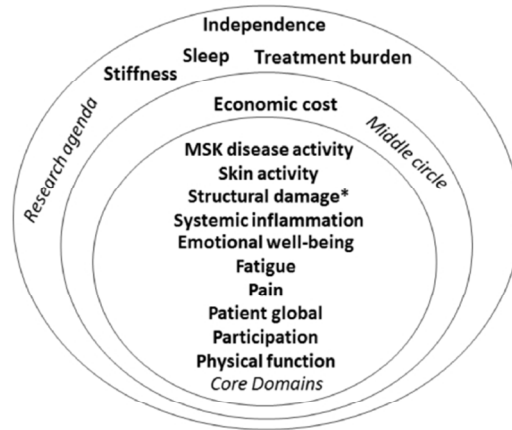 Independence
Sleep Treatment burden
Stiffness
Research agenda
Economic cost
Middle circle
MSK disease activity
Skin activity
Structural damage*
Systemic inflammation
Emotional well-being
Fatigue
Pain
Patient global
Participation
Physical function
Core Domains